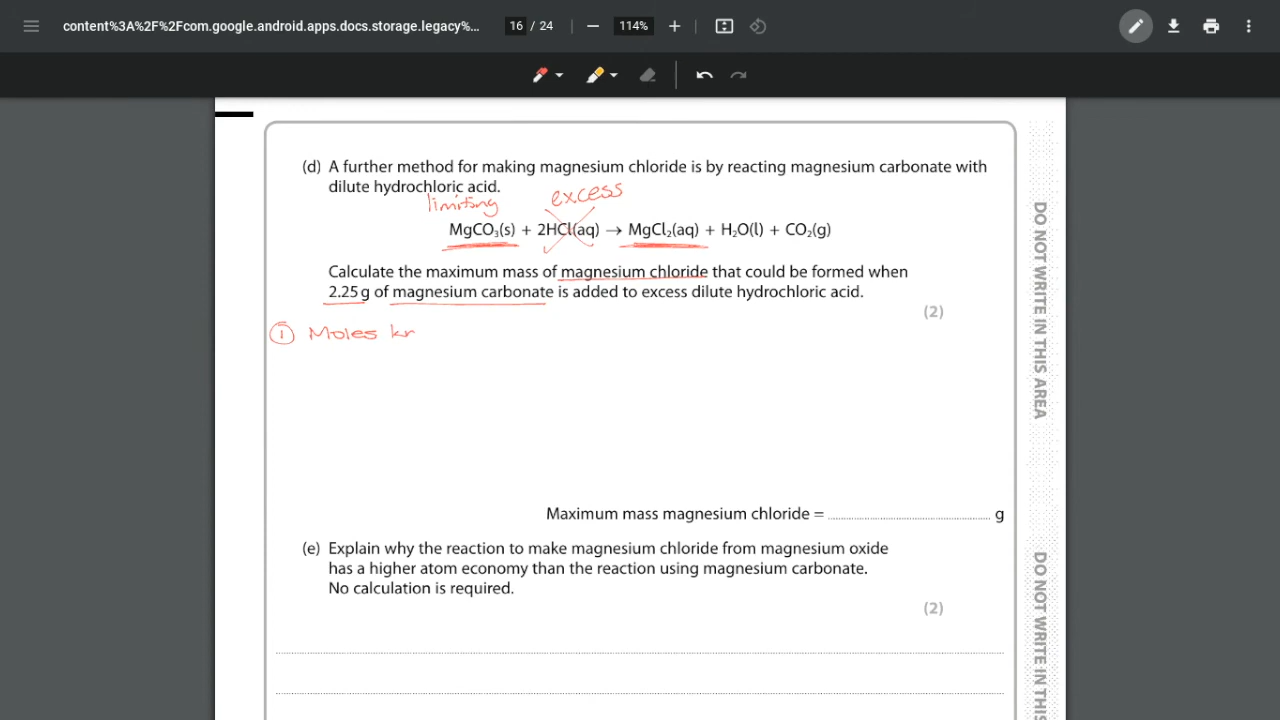 content%3A%2F%2Fcom.google.android.apps.docs.storage.legacy%... 16 / 24 114%
(d) A further method for making magnesium chloride is by reacting magnesium carbonate with
dilute hydrochloric acid.
limiting excess
MgCO₃(s) + 2HCl(aq) → MgCl₂(aq) + H₂O(l) + CO₂(g)
Calculate the maximum mass of magnesium chloride that could be formed when
2.25 g of magnesium carbonate is added to excess dilute hydrochloric acid.
(2)
① Moles kr
Maximum mass magnesium chloride = ............................................ g
(e) Explain why the reaction to make magnesium chloride from magnesium oxide
has a higher atom economy than the reaction using magnesium carbonate.
No calculation is required.
(2)
DO NOT WRITE IN THIS AREA
DO NOT WRITE IN THIS